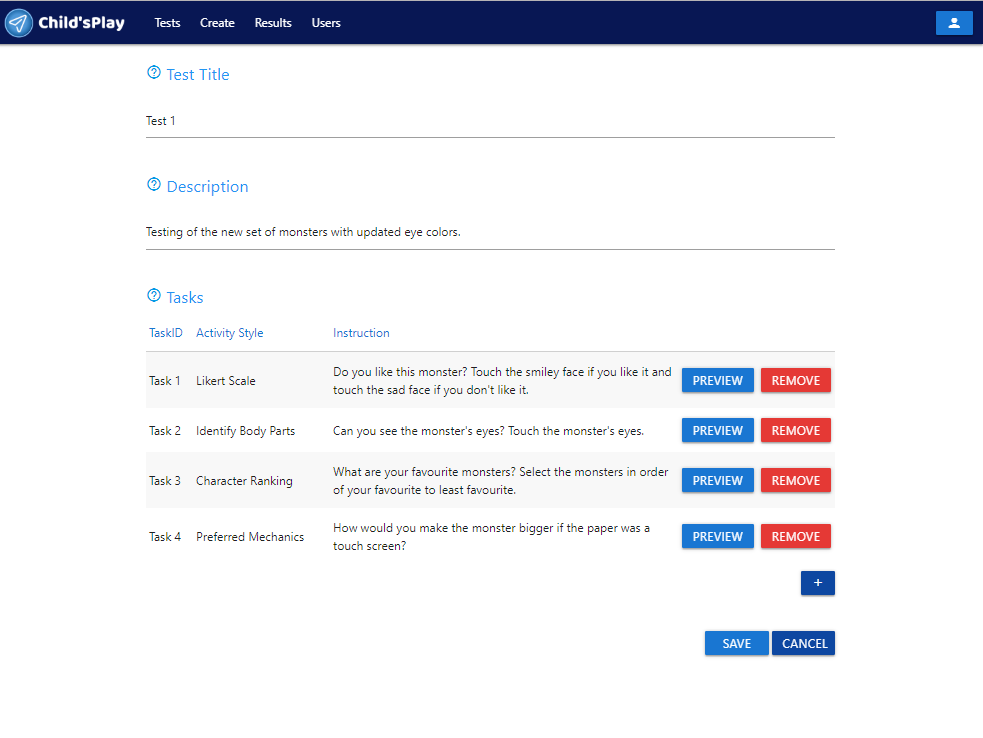 Child'sPlay Tests Create Results Users
Test Title
Test 1
Description
Testing of the new set of monsters with updated eye colors.
Tasks
TaskID Activity Style Instruction
Task 1 Likert Scale Do you like this monster? Touch the smiley face if you like it and
touch the sad face if you don't like it.
PREVIEW REMOVE
Task 2 Identify Body Parts Can you see the monster's eyes? Touch the monster's eyes. PREVIEW REMOVE
Task 3 Character Ranking What are your favourite monsters? Select the monsters in order
of your favourite to least favourite.
PREVIEW REMOVE
Task 4 Preferred Mechanics How would you make the monster bigger if the paper was a
touch screen?
PREVIEW REMOVE
+
SAVE CANCEL